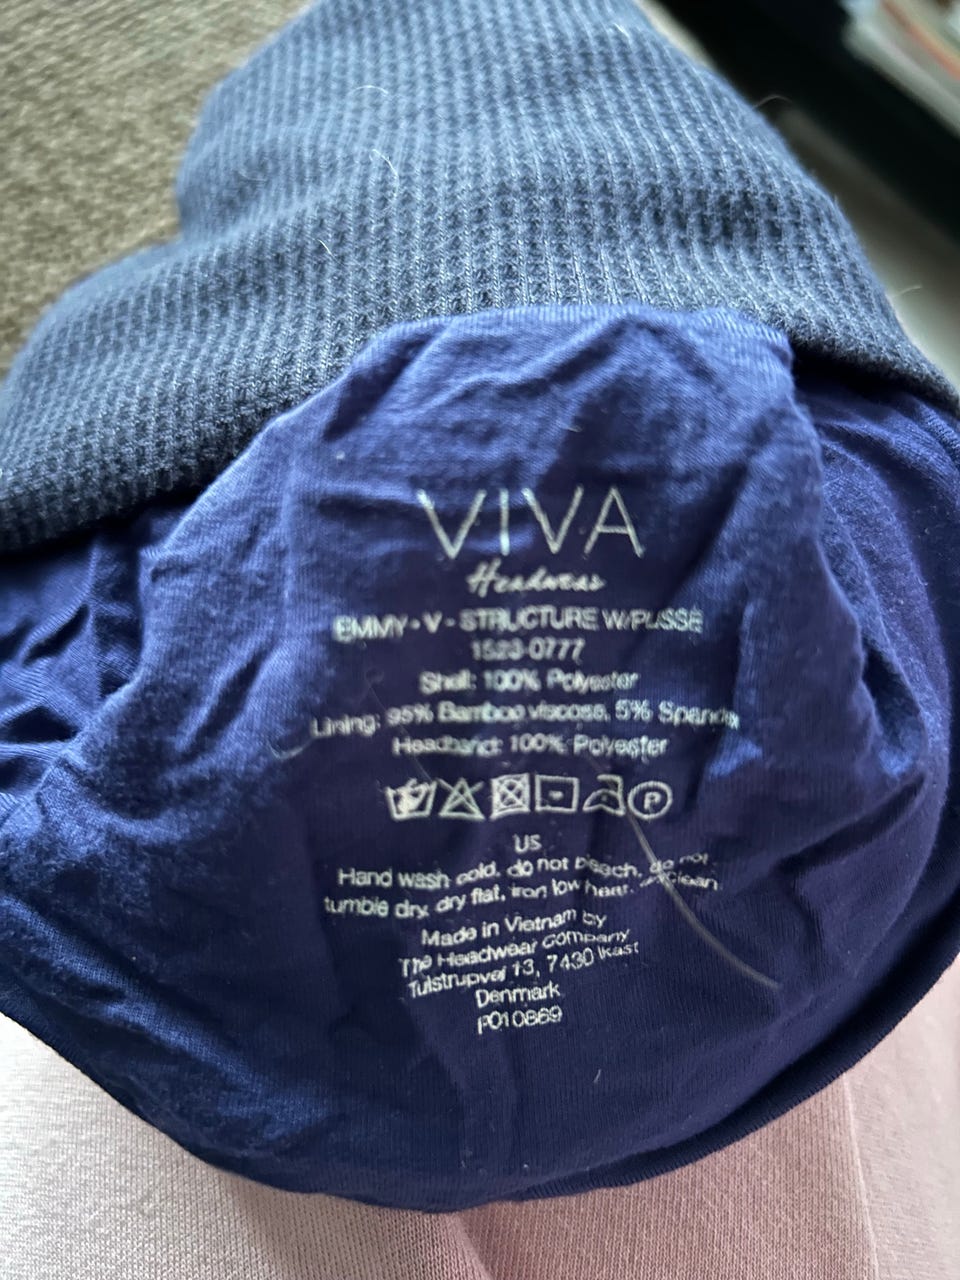 VIVA
Headwear
EMMY - V - STRUCTURE W/PLISSÉ
1523-0777
Shell: 100% Polyester
Lining: 95% Bamboo viscose, 5% Spandex
Headband: 100% Polyester
P
US
Hand wash cold, do not bleach, do not
tumble dry, dry flat, iron low heat. clean
Made in Vietnam by
The Headwear Company
Tulstrupvej 13, 7430 Ikast
Denmark
PO10869